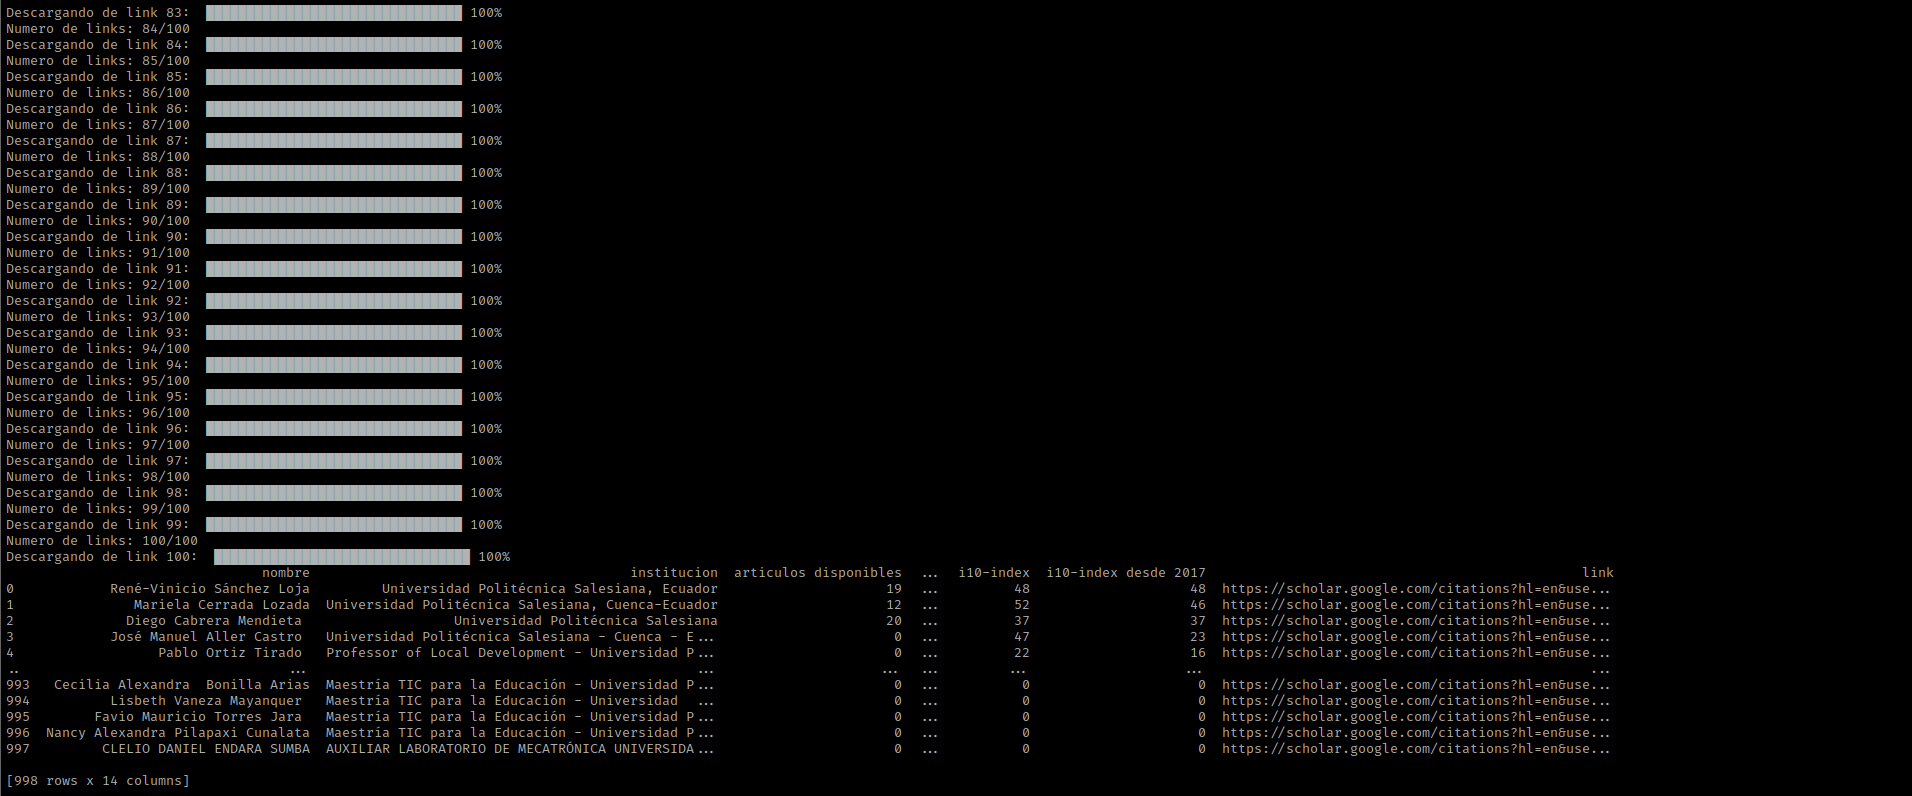 Descargando de link 83: 100%
Numero de links: 84/100
Descargando de link 84: 100%
Numero de links: 85/100
Descargando de link 85: 100%
Numero de links: 86/100
Descargando de link 86: 100%
Numero de links: 87/100
Descargando de link 87: 100%
Numero de links: 88/100
Descargando de link 88: 100%
Numero de links: 89/100
Descargando de link 89: 100%
Numero de links: 90/100
Descargando de link 90: 100%
Numero de links: 91/100
Descargando de link 91: 100%
Numero de links: 92/100
Descargando de link 92: 100%
Numero de links: 93/100
Descargando de link 93: 100%
Numero de links: 94/100
Descargando de link 94: 100%
Numero de links: 95/100
Descargando de link 95: 100%
Numero de links: 96/100
Descargando de link 96: 100%
Numero de links: 97/100
Descargando de link 97: 100%
Numero de links: 98/100
Descargando de link 98: 100%
Numero de links: 99/100
Descargando de link 99: 100%
Numero de links: 100/100
Descargando de link 100: 100%
nombre institucion articulos disponibles ... i10-index i10-index desde 2017 link
0 René-Vinicio Sánchez Loja Universidad Politécnica Salesiana, Ecuador 19 ... 48 48 https://scholar.google.com/citations?hl=en&use...
1 Mariela Cerrada Lozada Universidad Politécnica Salesiana, Cuenca-Ecuador 12 ... 52 46 https://scholar.google.com/citations?hl=en&use...
2 Diego Cabrera Mendieta Universidad Politécnica Salesiana 20 ... 37 37 https://scholar.google.com/citations?hl=en&use...
3 José Manuel Aller Castro Universidad Politécnica Salesiana - Cuenca - E... 0 ... 47 23 https://scholar.google.com/citations?hl=en&use...
4 Pablo Ortiz Tirado Professor of Local Development - Universidad P... 0 ... 22 16 https://scholar.google.com/citations?hl=en&use...
.. ... ... ... ... ... ... ...
993 Cecilia Alexandra  Bonilla Arias Maestría TIC para la Educación - Universidad P... 0 ... 0 0 https://scholar.google.com/citations?hl=en&use...
994 Lisbeth Vaneza Mayanquer Maestría TIC para la Educación - Universidad ... 0 ... 0 0 https://scholar.google.com/citations?hl=en&use...
995 Favio Mauricio Torres Jara Maestría TIC para la Educación - Universidad P... 0 ... 0 0 https://scholar.google.com/citations?hl=en&use...
996 Nancy Alexandra Pilapaxi Cunalata Maestría TIC para la Educación - Universidad P... 0 ... 0 0 https://scholar.google.com/citations?hl=en&use...
997 CLELIO DANIEL ENDARA SUMBA AUXILIAR LABORATORIO DE MECATRÓNICA UNIVERSIDA... 0 ... 0 0 https://scholar.google.com/citations?hl=en&use...
[998 rows x 14 columns]